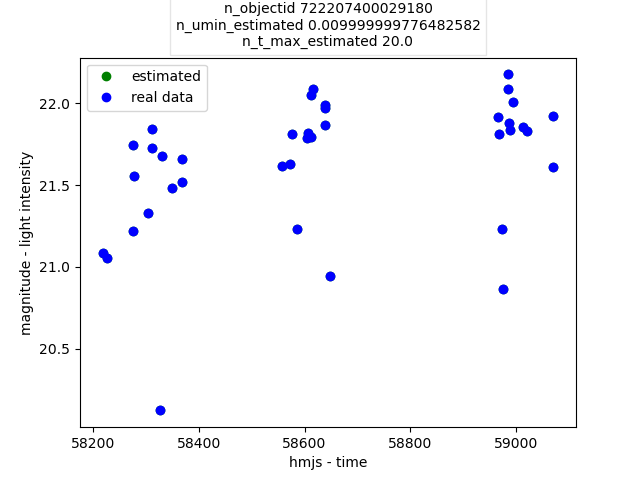 n_objectid 722207400029180
n_umin_estimated 0.009999999776482582
n_t_max_estimated 20.0
estimated
real data
magnitude - light intensity
22.0
21.5
21.0
20.5
58200
58400
58600
58800
59000
hmjs - time